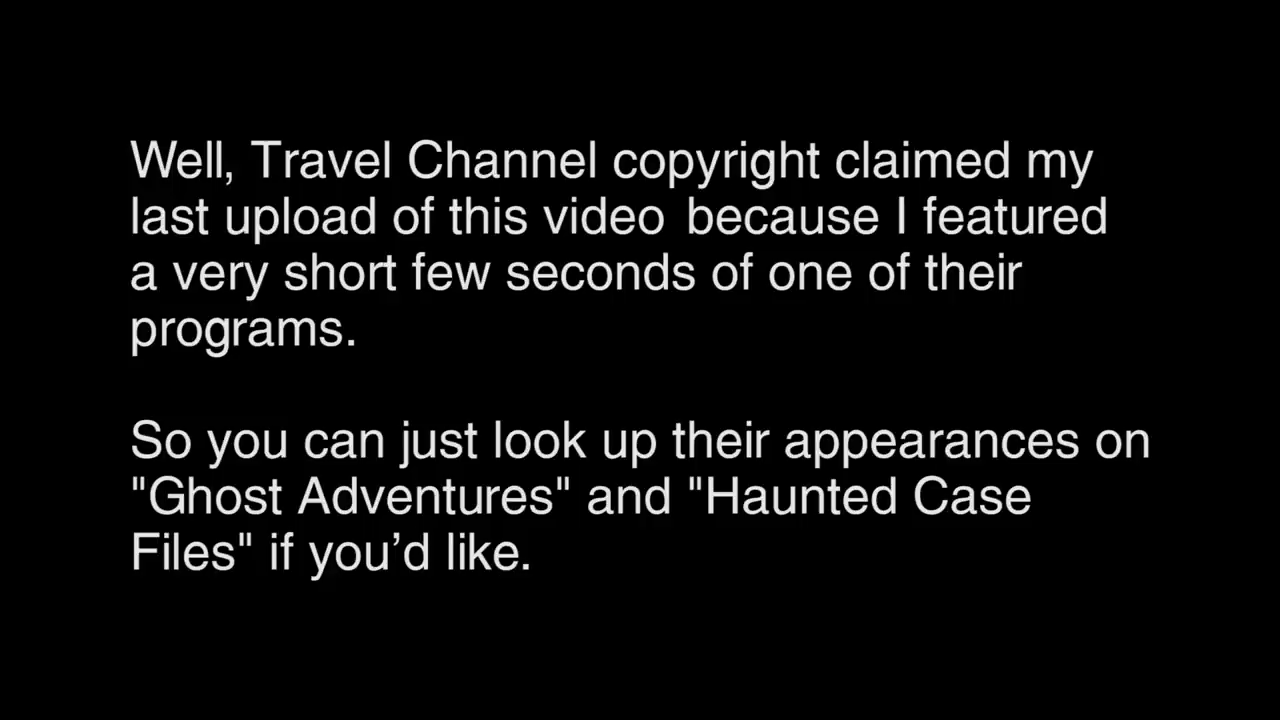 Well, Travel Channel copyright claimed my
last upload of this video because I featured
a very short few seconds of one of their
programs.
So you can just look up their appearances on
"Ghost Adventures" and "Haunted Case
Files" if you’d like.